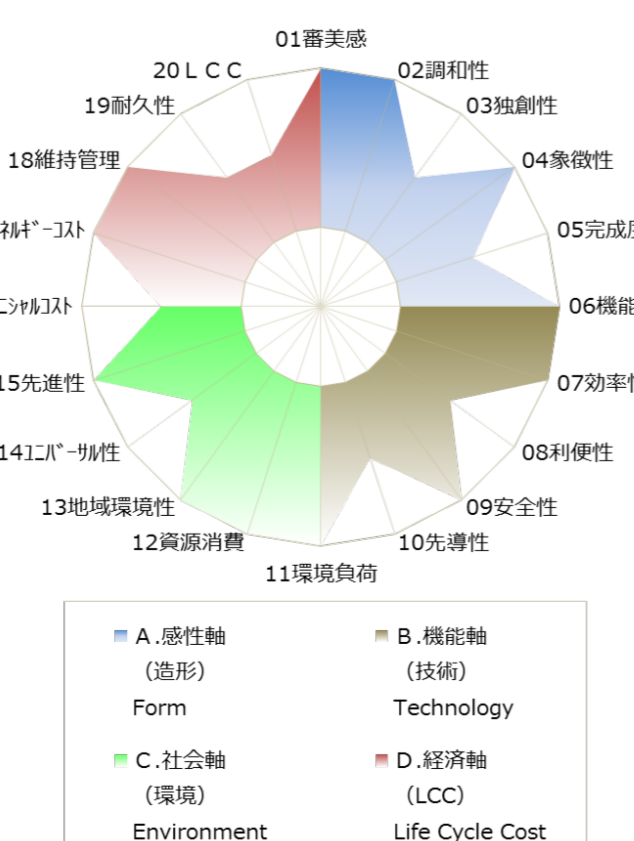 01審美感
20ＬＣＣ
02調和性
19耐久性
03独創性
18維持管理
04象徴性
ネルギーコスト
05完成度
ニシャルコスト
06機能
15先進性
07効率性
14ユニバーサル性
08利便性
13地域環境性
09安全性
12資源消費
10先導性
11環境負荷
Ａ.感性軸
（造形）
Form
Ｂ.機能軸
（技術）
Technology
Ｃ.社会軸
（環境）
Environment
Ｄ.経済軸
（LCC）
Life Cycle Cost